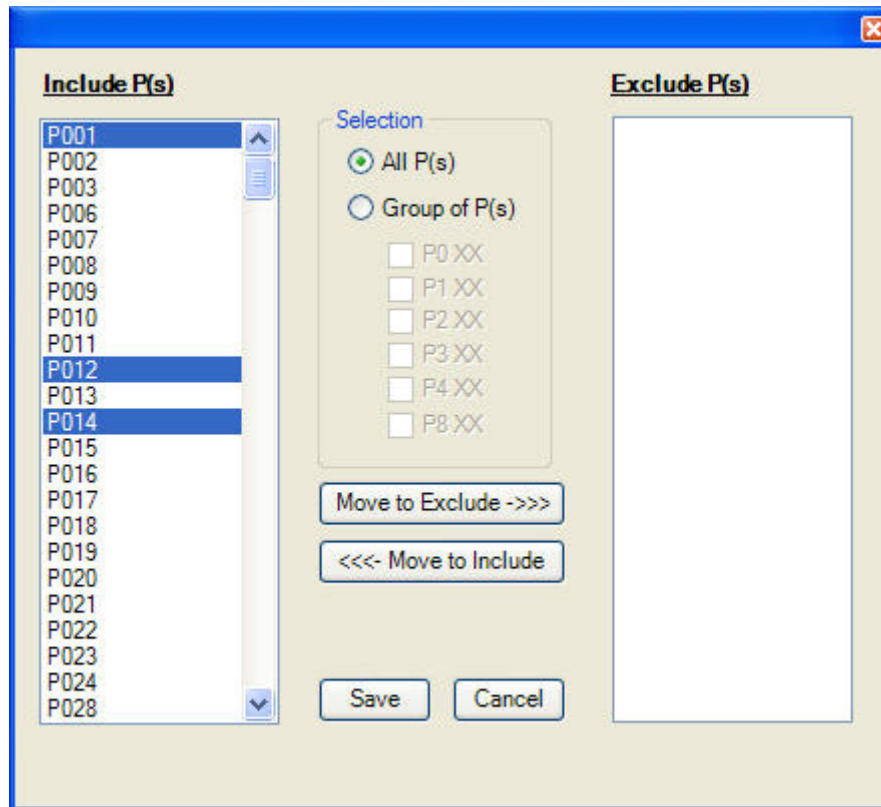 Include P(s)
P001
P002
P003
P006
P007
P008
P009
P010
P011
P012
P013
P014
P015
P016
P017
P018
P019
P020
P021
P022
P023
P024
P028
Selection
All P(s)
Group of P(s)
P0 XX
P1 XX
P2 XX
P3 XX
P4 XX
P8 XX
Move to Exclude ->>>
<<<- Move to Include
Save
Cancel
Exclude P(s)